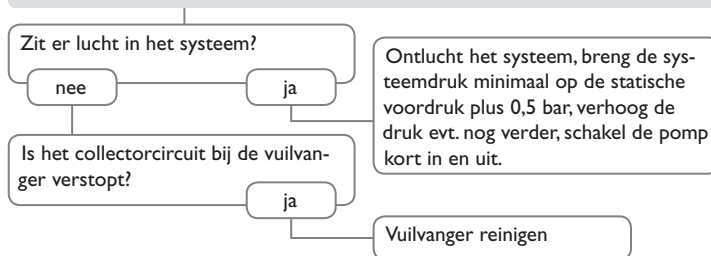 Zit er lucht in het systeem?
nee
ja
Ontlucht het systeem, breng de sys-
teemdruk minimaal op de statische
voordruk plus 0,5 bar, verhoog de
druk evt. nog verder, schakel de pomp
kort in en uit.
Is het collectorcircuit bij de vuilvan-
ger verstopt?
ja
Vuilvanger reinigen